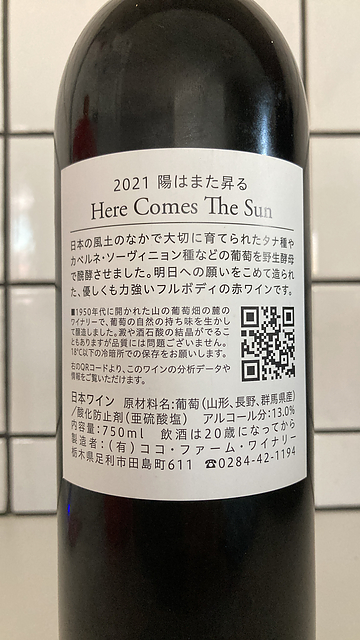 2021 陽はまた昇る
Here Comes The Sun
日本の風土のなかで大切に育てられたタナ種や
カベルネ・ソーヴィニョン種などの葡萄を野生酵母
で醗酵させました。明日への願いをこめて造られ
た、優しくも力強いフルボディの赤ワインです。
■1950年代に開かれた山の葡萄畑の麓の
ワイナリーで、葡萄の自然の持ち味を生かし
て醸造しました。澱や酒石酸の結晶がでるこ
ともありますが品質には問題ございません。
18℃以下の冷暗所での保存をお願いします。
右のQRコードより、このワインの分析データや
情報をご覧いただけます。
日本ワイン 原材料名:葡萄(山形、長野、群馬県産)
/酸化防止剤(亜硫酸塩) アルコール分:13.0%
内容量:750ml 飲酒は20歳になってから
製造者:(有)ココ・ファーム・ワイナリー
栃木県足利市田島町611 ☎0284-42-1194